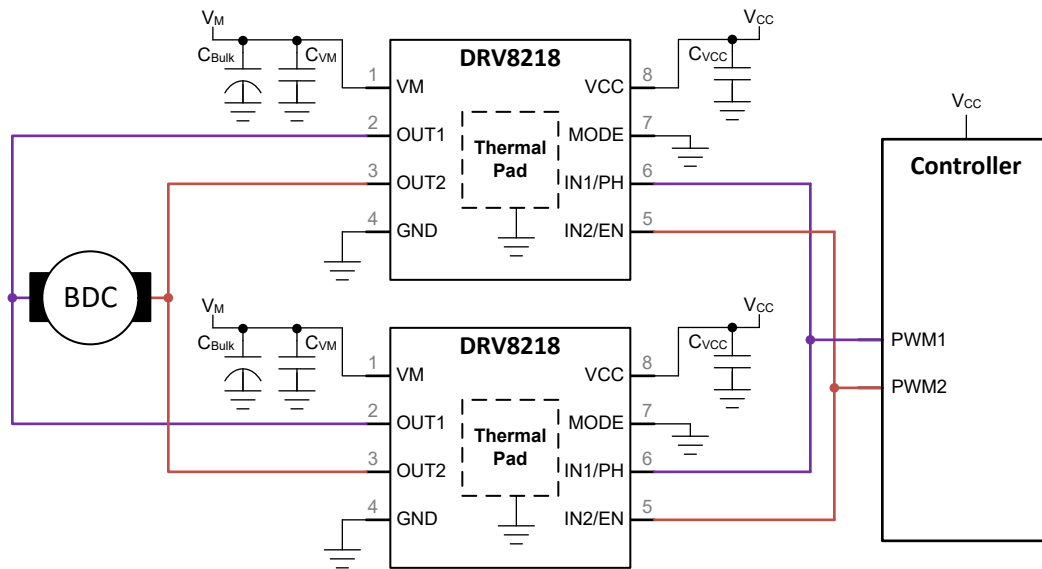 VM
VCC
CBulk
CVM
DRV8218
CVCC
1
VM
VCC
8
2
OUT1
Thermal
Pad
MODE
7
3
OUT2
IN1/PH
6
4
GND
IN2/EN
5
VCC
Controller
PWM1
PWM2
BDC
VM
VCC
CBulk
CVM
DRV8218
CVCC
1
VM
VCC
8
2
OUT1
Thermal
Pad
MODE
7
3
OUT2
IN1/PH
6
4
GND
IN2/EN
5